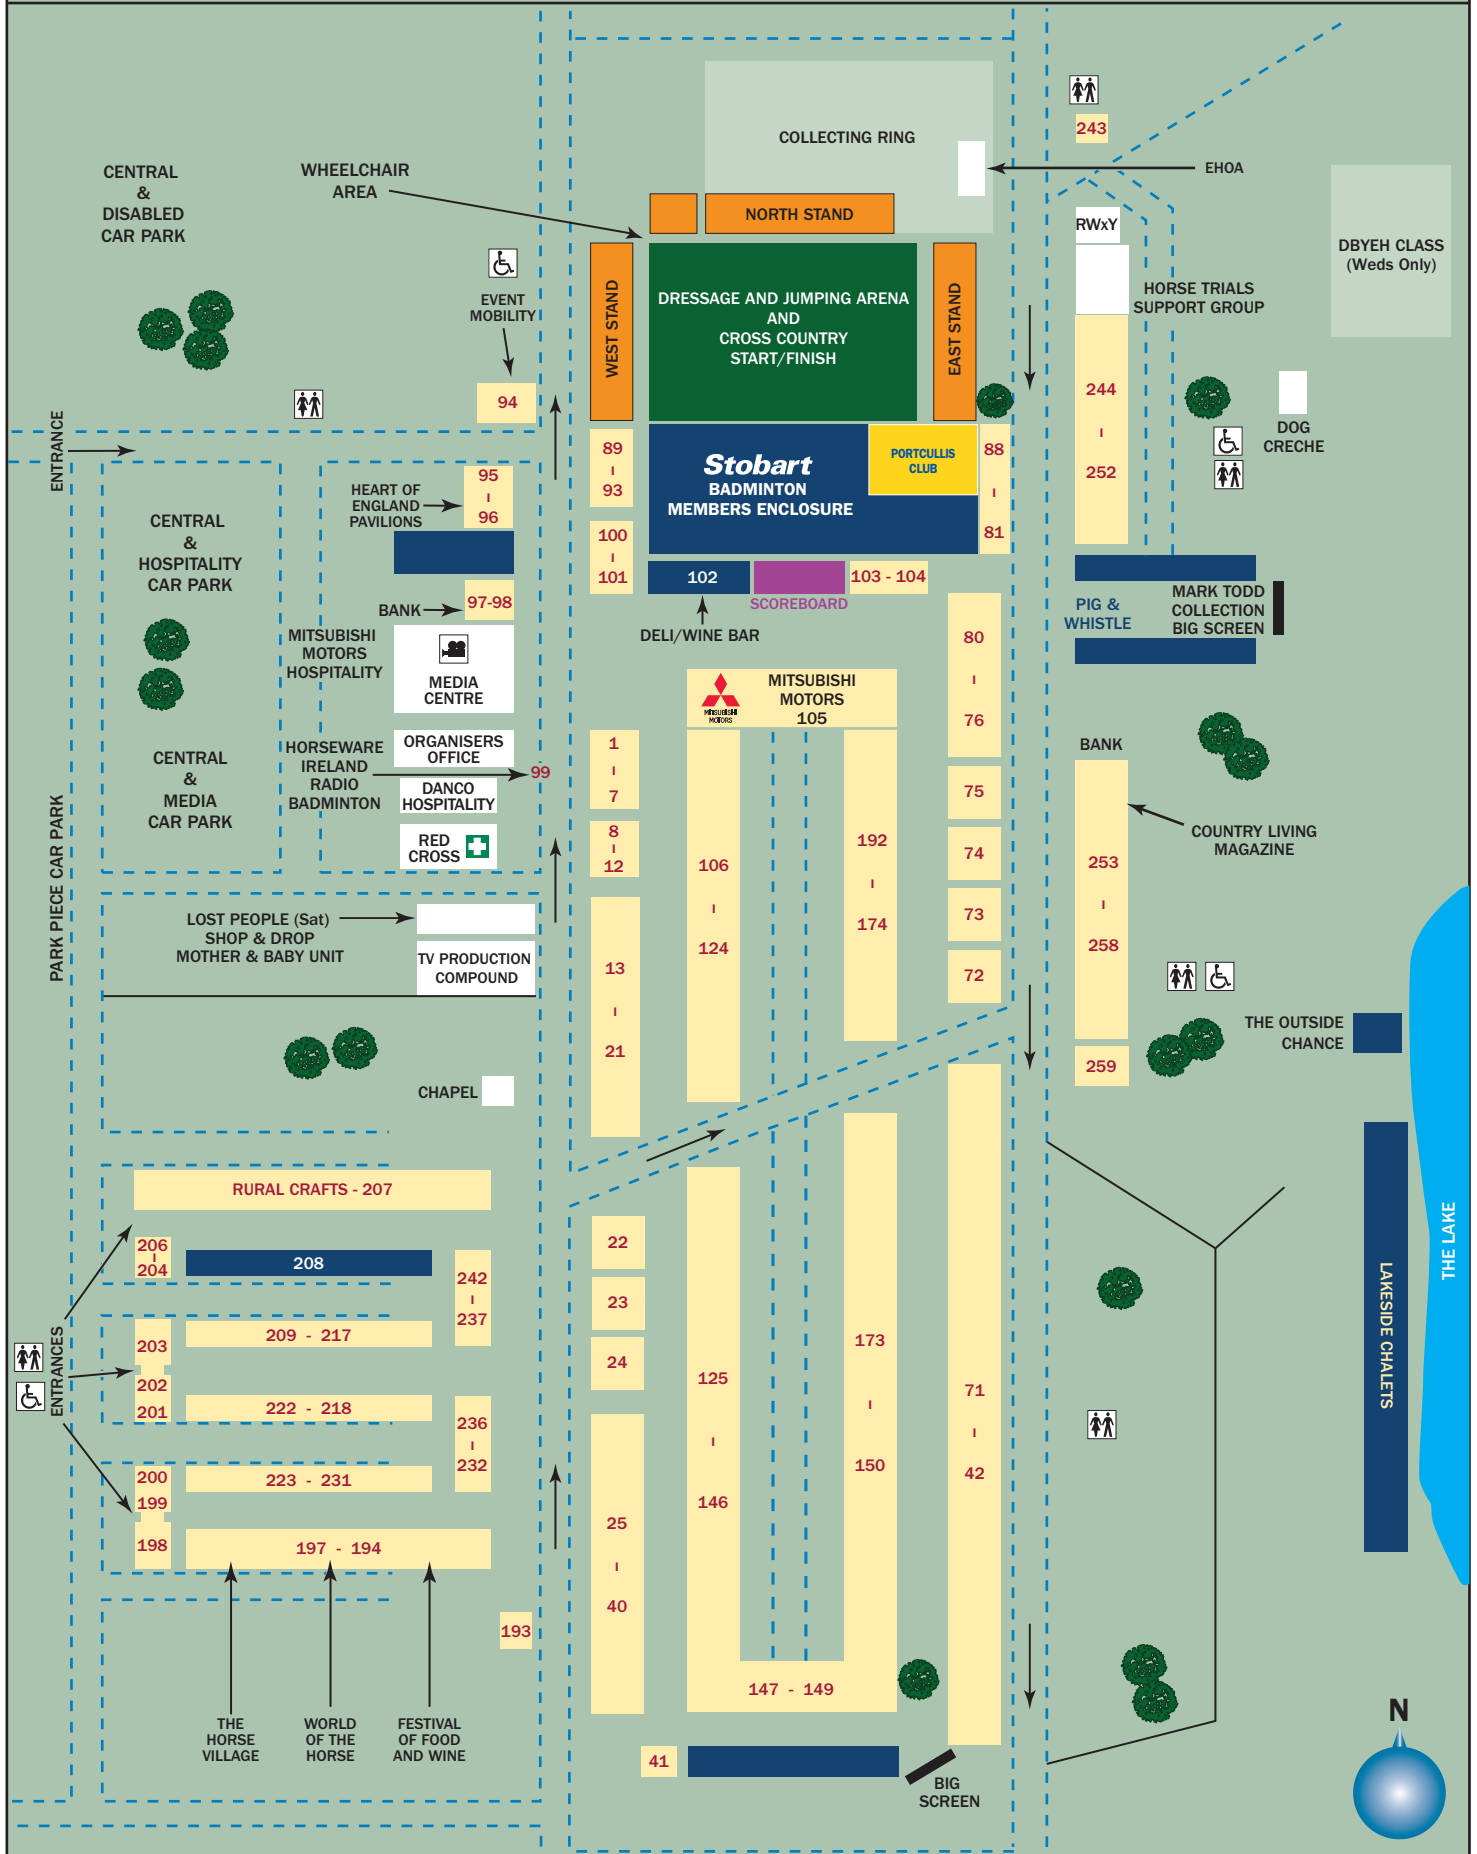 COLLECTING RING
243
EHOA
CENTRAL
&
DISABLED
CAR PARK
WHEELCHAIR
AREA
NORTH STAND
RWxY
DBYEH CLASS
(Weds Only)
HORSE TRIALS
SUPPORT GROUP
EVENT
MOBILITY
WEST STAND
DRESSAGE AND JUMPING ARENA
AND
CROSS COUNTRY
START/FINISH
EAST STAND
94
244
-
252
DOG
CRECHE
ENTRANCE
89
-
93
Stobart
BADMINTON
MEMBERS ENCLOSURE
PORTCULLIS
CLUB
88
-
81
HEART OF
ENGLAND
PAVILIONS
95
-
96
CENTRAL
&
HOSPITALITY
CAR PARK
100
-
101
102
SCOREBOARD
103 - 104
DELI/WINE BAR
BANK
97-98
PIG &
WHISTLE
MARK TODD
COLLECTION
BIG SCREEN
MITSUBISHI
MOTORS
HOSPITALITY
MEDIA
CENTRE
80
-
76
MITSUBISHI
MOTORS
MITSUBISHI
MOTORS
105
ORGANISERS
OFFICE
HORSEWARE
IRELAND
RADIO
BADMINTON
99
DANCO
HOSPITALITY
RED
CROSS
CENTRAL
&
MEDIA
CAR PARK
PARK PIECE CAR PARK
1
-
7
8
-
12
106
-
124
192
-
174
75
74
73
72
BANK
253
-
258
COUNTRY LIVING
MAGAZINE
LOST PEOPLE (Sat)
SHOP & DROP
MOTHER & BABY UNIT
TV PRODUCTION
COMPOUND
13
-
21
259
THE OUTSIDE
CHANCE
CHAPEL
THE LAKE
LAKESIDE CHALETS
RURAL CRAFTS - 207
206
-
204
208
242
-
237
209 - 217
203
202
201
222 - 218
236
-
232
200
199
223 - 231
198
197 - 194
ENTRANCES
22
23
24
25
-
40
125
-
146
173
-
150
71
-
42
193
147 - 149
THE
HORSE
VILLAGE
WORLD
OF THE
HORSE
FESTIVAL
OF FOOD
AND WINE
41
BIG
SCREEN
N